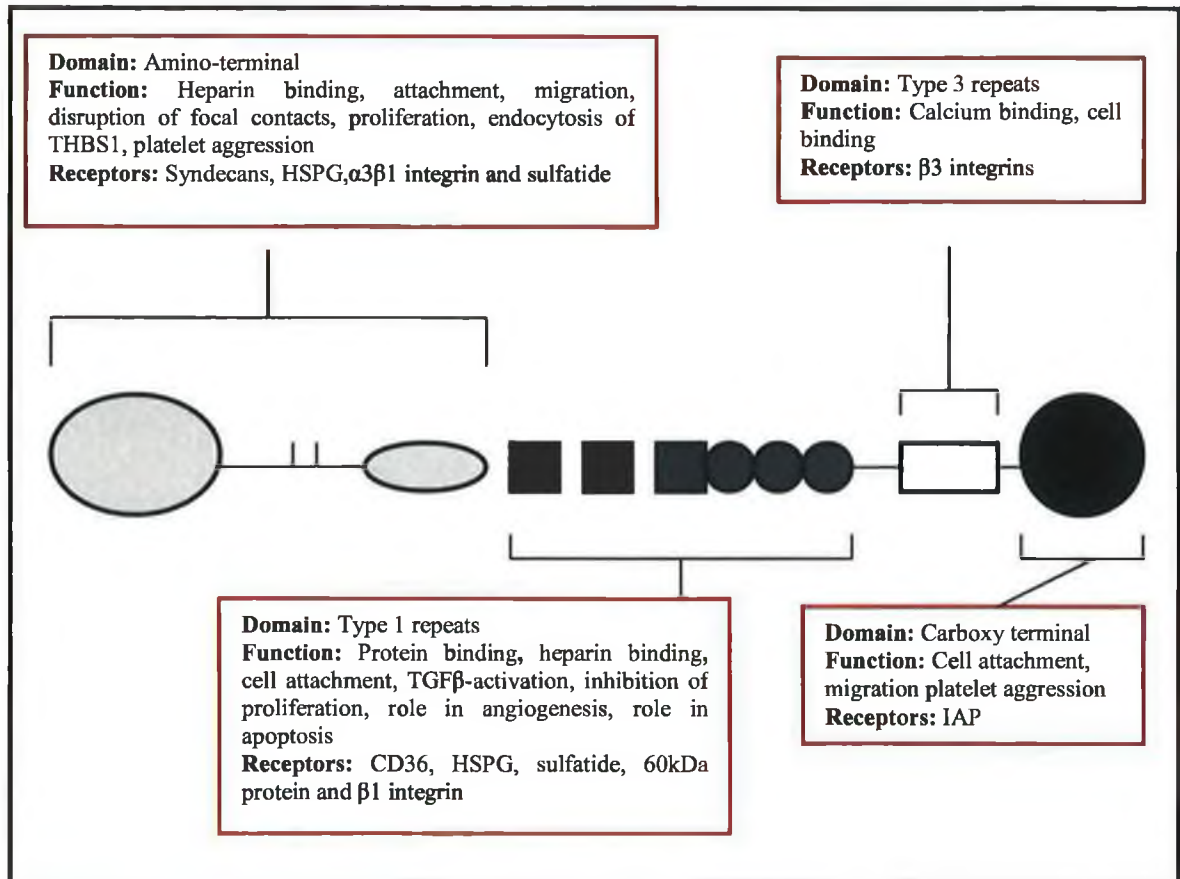 Domain: Amino-terminal
Function: Heparin binding, attachment, migration,
disruption of focal contacts, proliferation, endocytosis of
THBS1, platelet aggression
Receptors: Syndecans, HSPG,α3β1 integrin and sulfatide
Domain: Type 3 repeats
Function: Calcium binding, cell
binding
Receptors: β3 integrins
Domain: Type 1 repeats
Function: Protein binding, heparin binding,
cell attachment, TGFβ-activation, inhibition of
proliferation, role in angiogenesis, role in
apoptosis
Receptors: CD36, HSPG, sulfatide, 60kDa
protein and β1 integrin
Domain: Carboxy terminal
Function: Cell attachment,
migration platelet aggression
Receptors: IAP